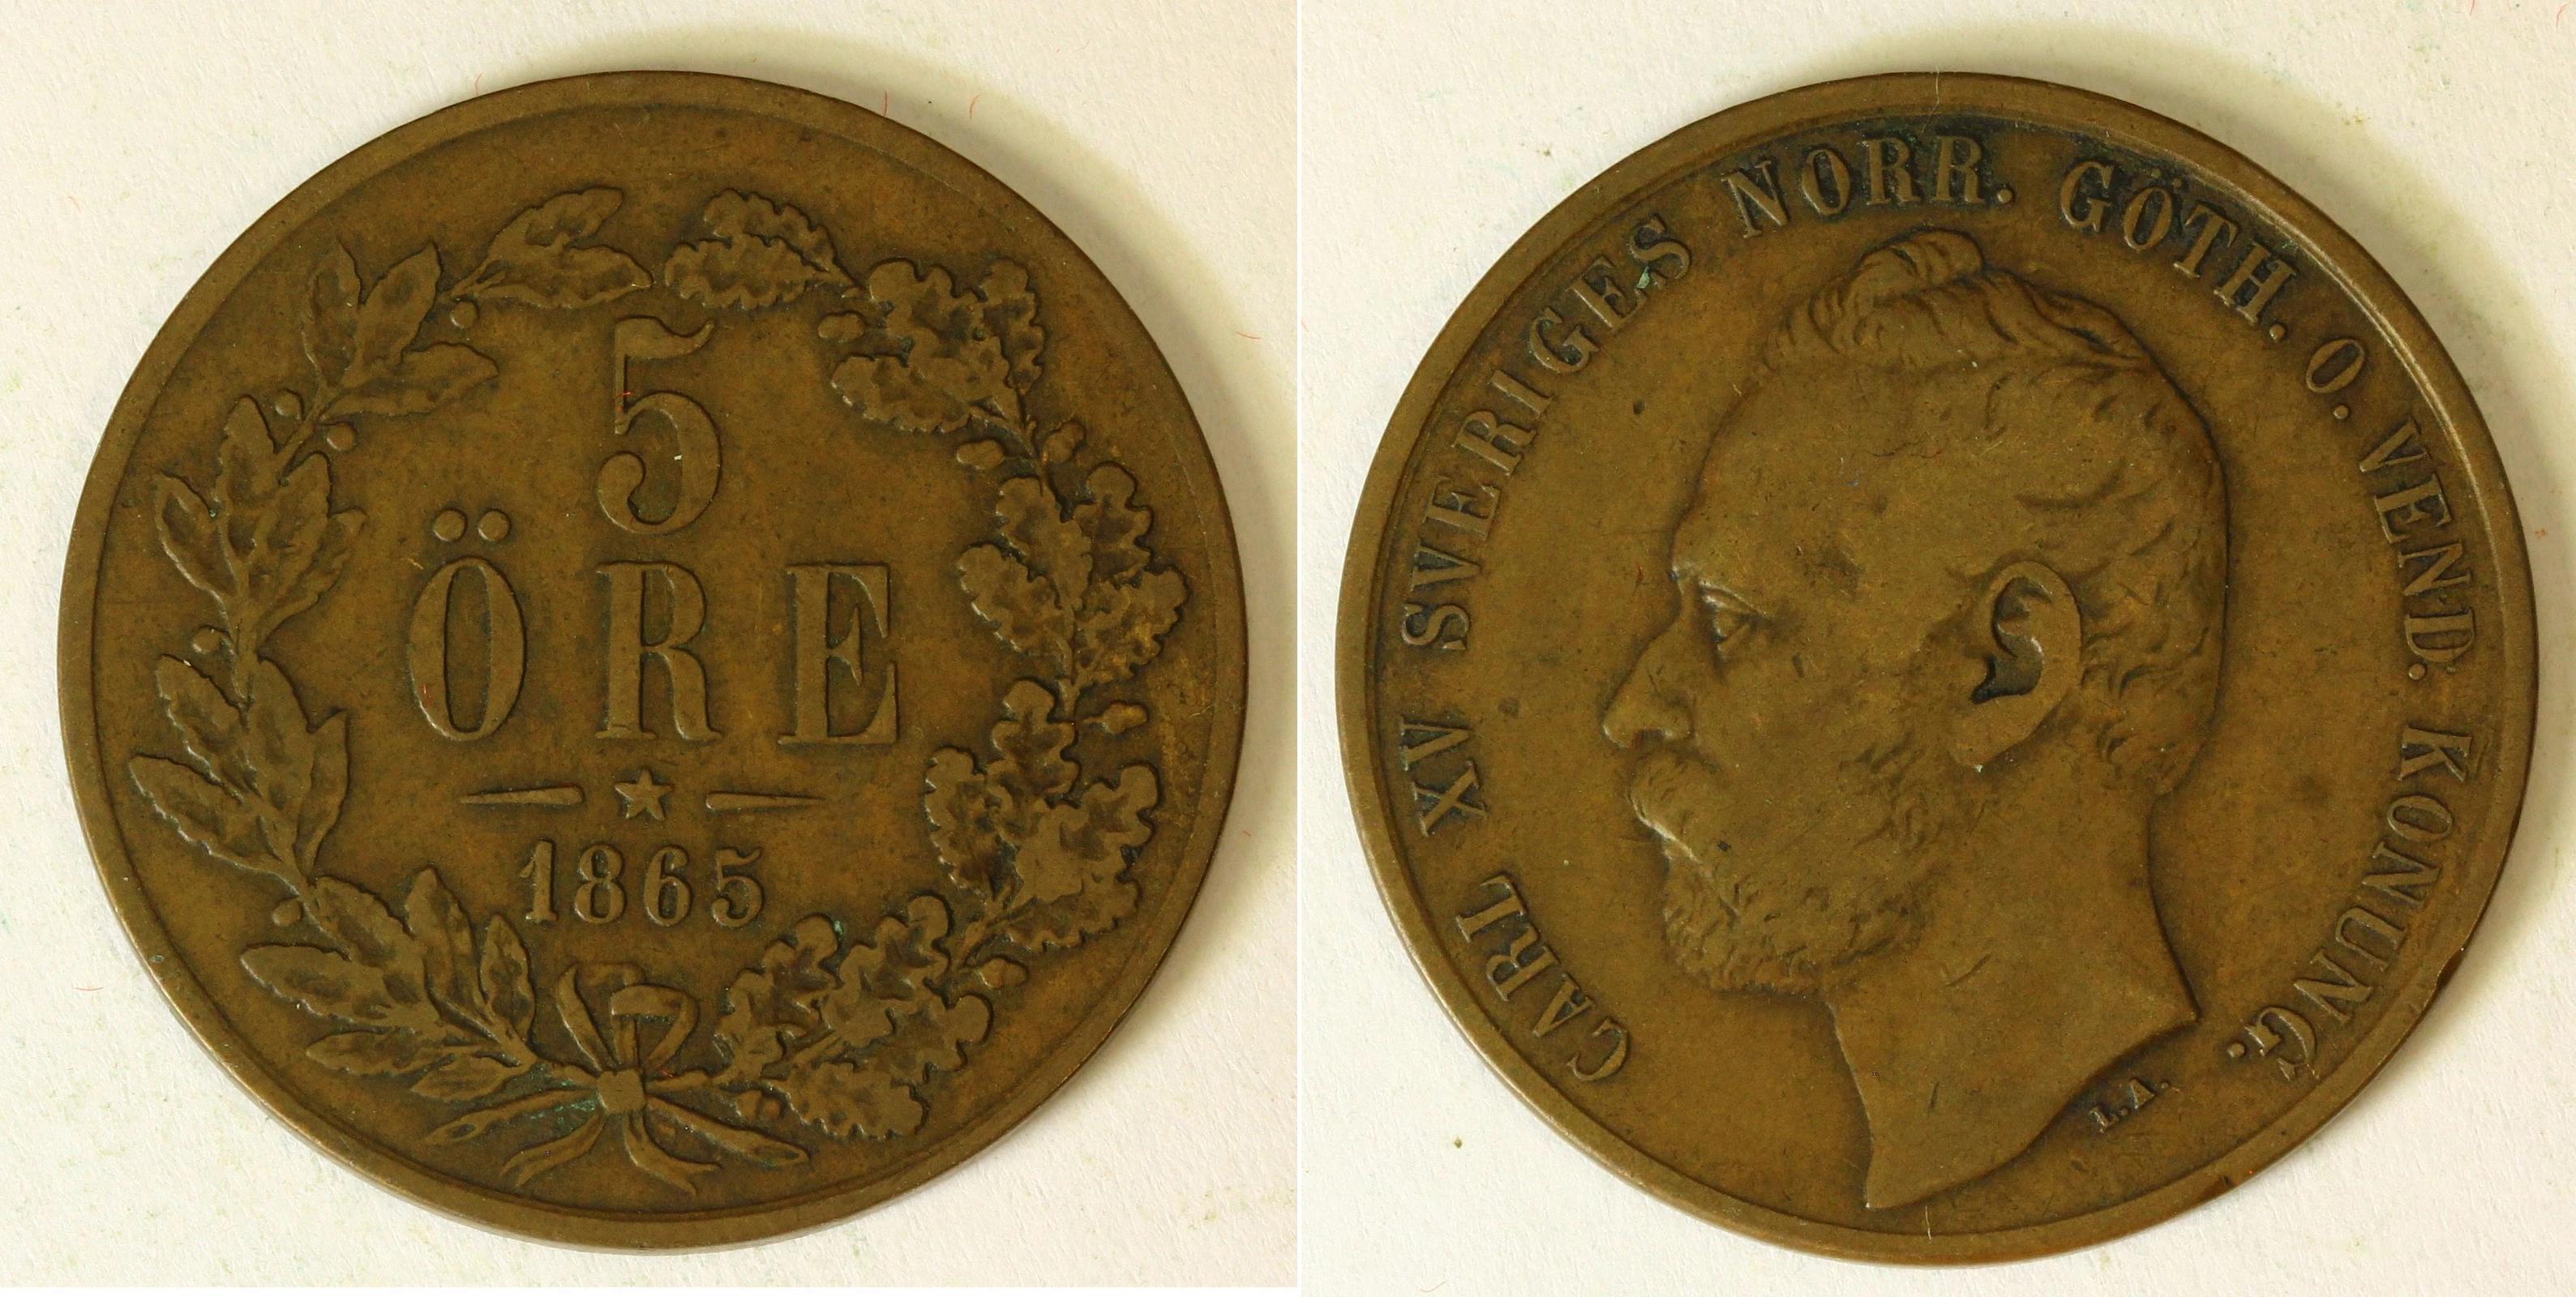 5
ÖRE
1865
CARL XV SVERIGES NORR. GÖTH. O. VEND. KONUNG.
L.A.